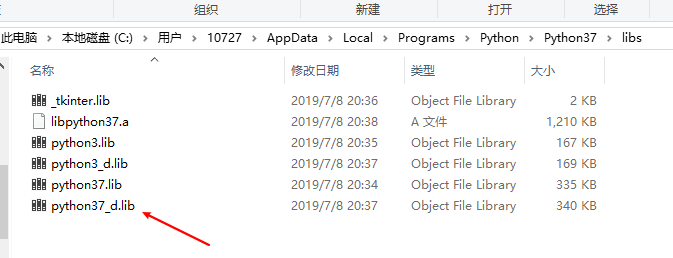 组织 新建 打开 选择
此电脑 › 本地磁盘 (C:) › 用户 › 10727 › AppData › Local › Programs › Python › Python37 › libs
名称 修改日期 类型 大小
_tkinter.lib 2019/7/8 20:36 Object File Library 2 KB
libpython37.a 2019/7/8 20:36 A 文件 1,210 KB
python3.lib 2019/7/8 20:35 Object File Library 167 KB
python3_d.lib 2019/7/8 20:37 Object File Library 169 KB
python37.lib 2019/7/8 20:34 Object File Library 335 KB
python37_d.lib 2019/7/8 20:37 Object File Library 340 KB